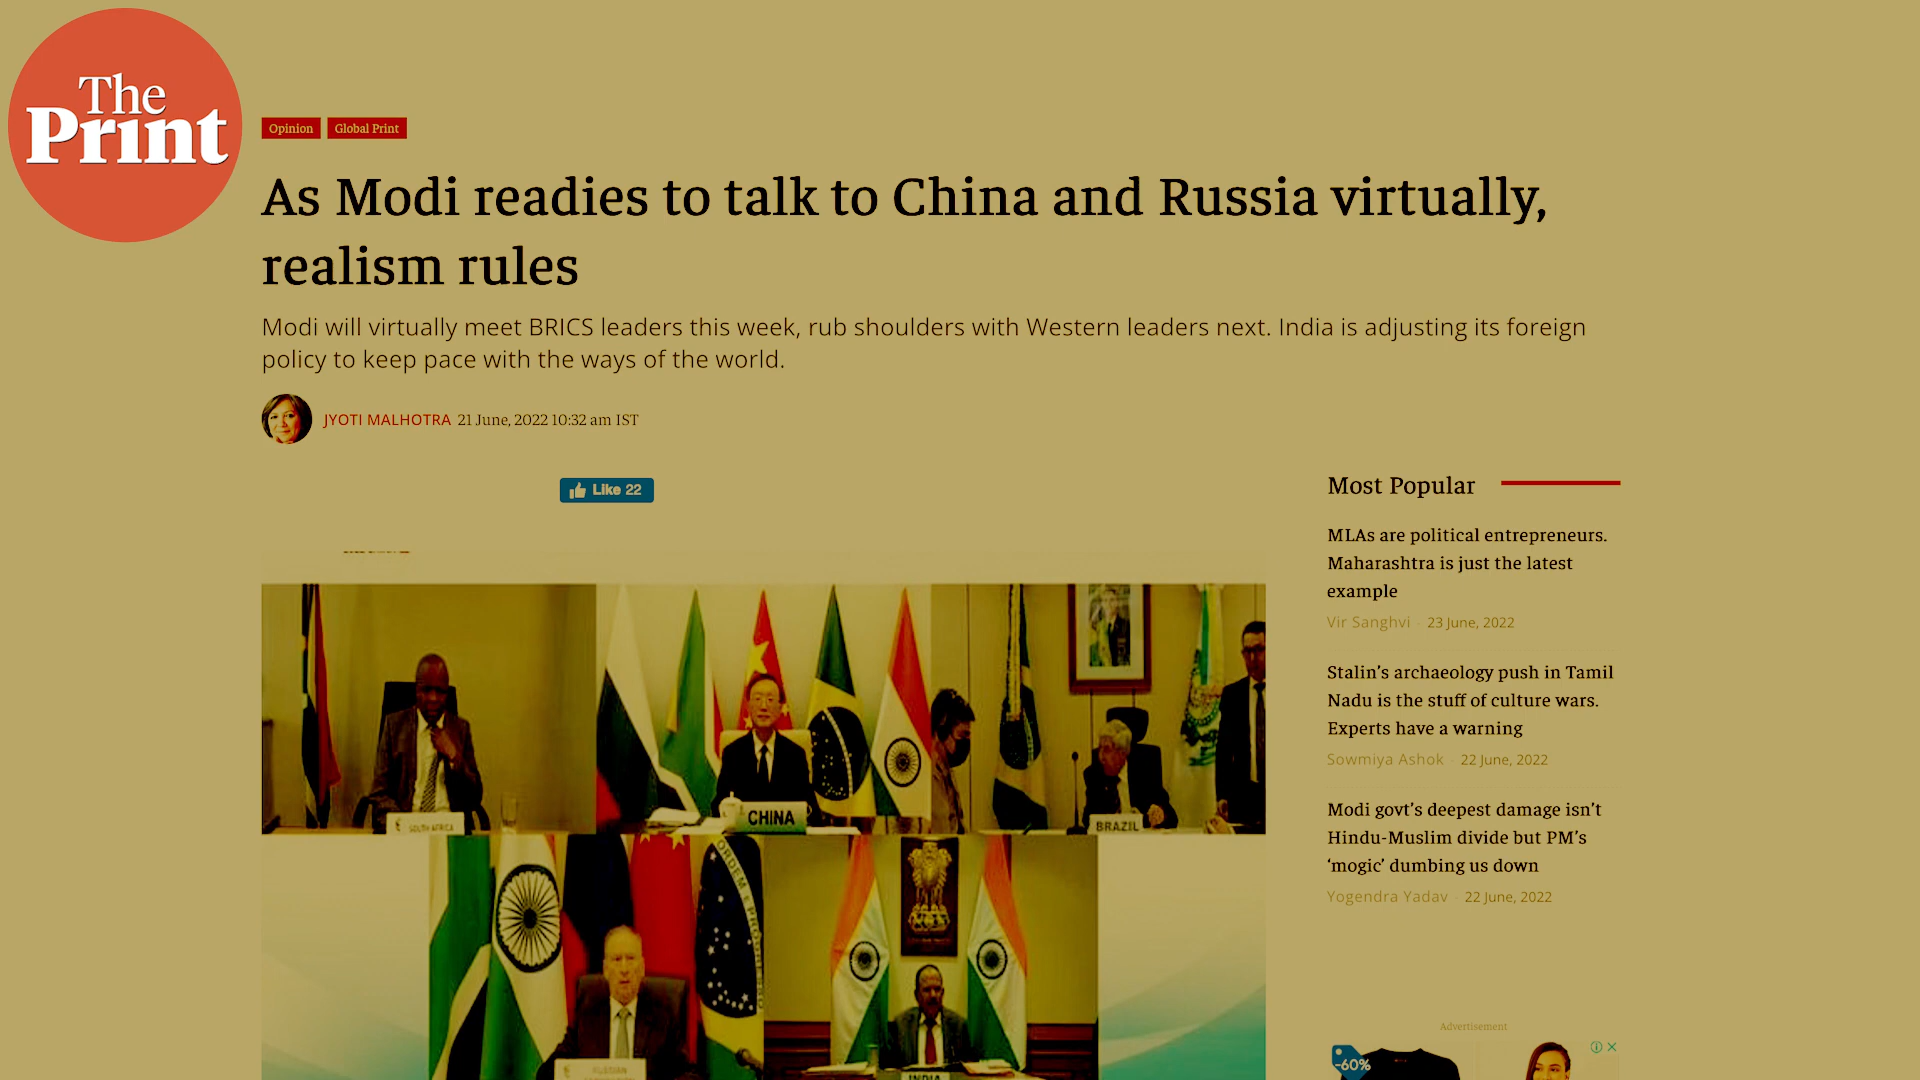 The
Print
Opinion
Global Print
As Modi readies to talk to China and Russia virtually,
realism rules
Modi will virtually meet BRICS leaders this week, rub shoulders with Western leaders next. India is adjusting its foreign
policy to keep pace with the ways of the world.
JYOTI MALHOTRA 21 June, 2022 10:32 am IST
Like 22
SOUTH AFRICA
CHINA
BRAZIL
ORDEM E PROGRESSO
RUSSIAN
INDIA
Most Popular
MLAs are political entrepreneurs.
Maharashtra is just the latest
example
Vir Sanghvi - 23 June, 2022
Stalin’s archaeology push in Tamil
Nadu is the stuff of culture wars.
Experts have a warning
Sowmiya Ashok - 22 June, 2022
Modi govt’s deepest damage isn’t
Hindu-Muslim divide but PM’s
‘mogic’ dumbing us down
Yogendra Yadav - 22 June, 2022
Advertisement
-60%